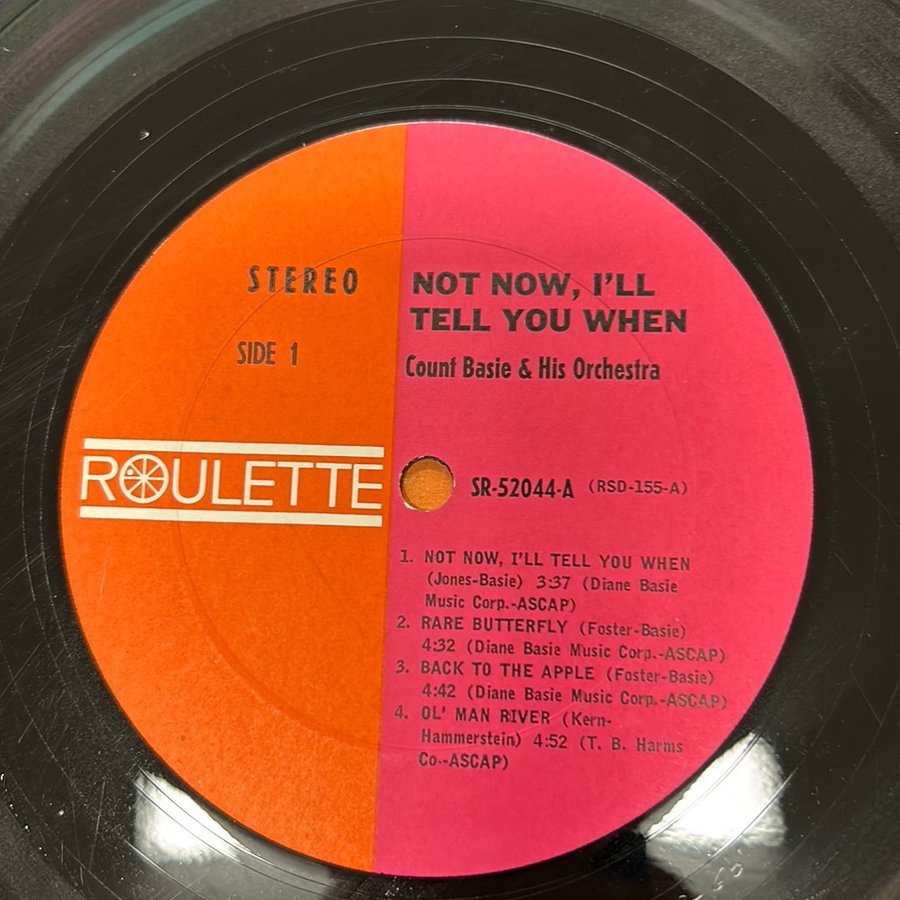 STEREO
SIDE 1
ROULETTE
NOT NOW, I'LL
TELL YOU WHEN
Count Basie & His Orchestra
SR-52044-A (RSD-155-A)
1. NOT NOW, I'LL TELL YOU WHEN
(Jones-Basie) 3:37 (Diane Basie
Music Corp.-ASCAP)
2. RARE BUTTERFLY (Foster-Basie)
4:32 (Diane Basie Music Corp.-ASCAP)
3. BACK TO THE APPLE (Foster-Basie)
4:42 (Diane Basie Music Corp.-ASCAP)
4. OL' MAN RIVER (Kern-
Hammerstein) 4:52 (T. B. Harms
Co.-ASCAP)